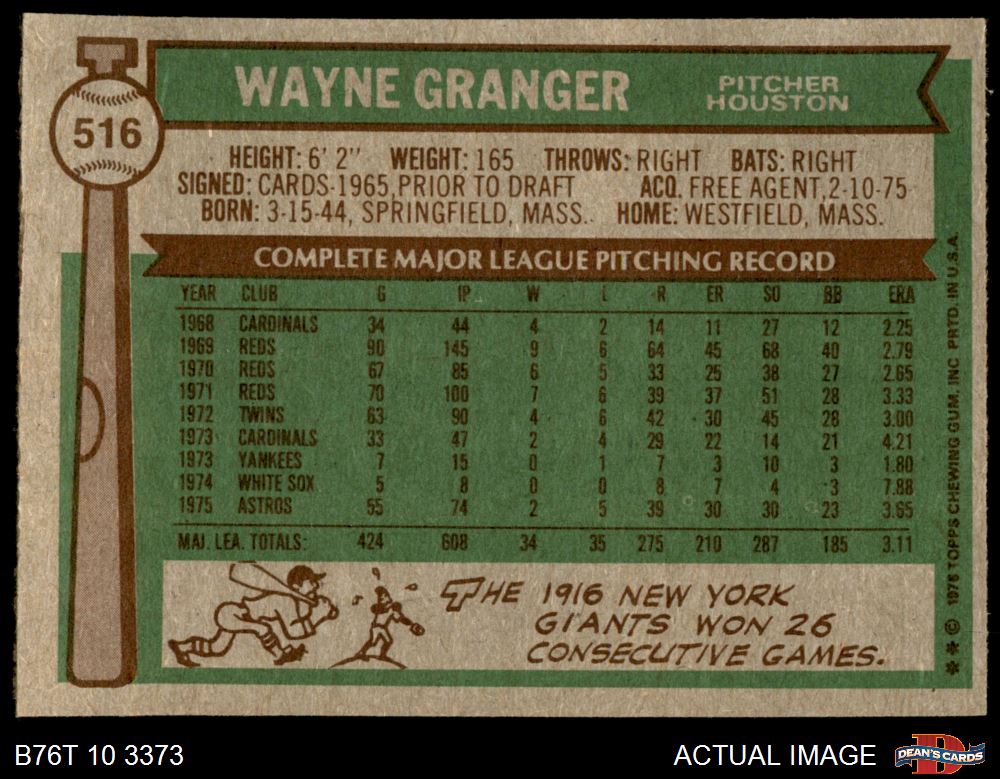 516
WAYNE GRANGER
PITCHER
HOUSTON
HEIGHT: 6' 2" WEIGHT: 165 THROWS: RIGHT BATS: RIGHT
SIGNED: CARDS-1965, PRIOR TO DRAFT ACQ. FREE AGENT, 2-10-75
BORN: 3-15-44, SPRINGFIELD, MASS. HOME: WESTFIELD, MASS.
COMPLETE MAJOR LEAGUE PITCHING RECORD
YEAR CLUB G IP W L R ER SO BB ERA
1968 CARDINALS 34 44 4 2 14 11 27 12 2.25
1969 REDS 90 145 9 6 64 45 68 40 2.79
1970 REDS 67 85 6 5 33 25 38 27 2.65
1971 REDS 70 100 7 6 39 37 51 28 3.33
1972 TWINS 63 90 4 6 42 30 45 28 3.00
1973 CARDINALS 33 47 2 4 29 22 14 21 4.21
1973 YANKEES 7 15 0 1 7 3 10 3 1.80
1974 WHITE SOX 5 8 0 0 8 7 4 3 7.88
1975 ASTROS 55 74 2 5 39 30 30 23 3.65
MAJ. LEA. TOTALS: 424 608 34 35 275 210 287 185 3.11
THE 1916 NEW YORK
GIANTS WON 26
CONSECUTIVE GAMES.
** © 1976 TOPPS CHEWING GUM, INC. PRTD. IN U.S.A.
B76T 10 3373
ACTUAL IMAGE
D
DEAN'S CARDS